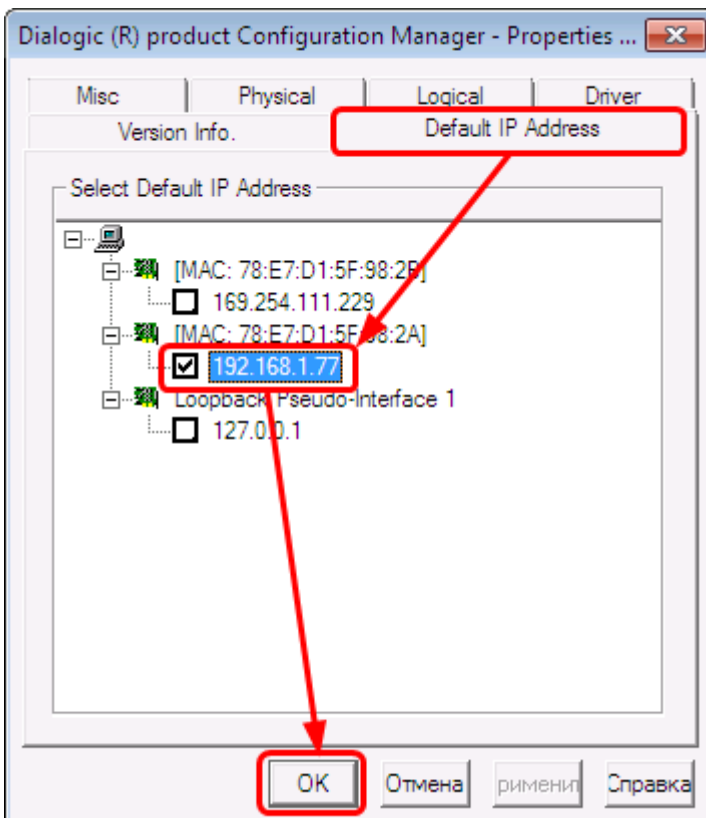 Dialogic (R) product Configuration Manager - Properties ...
Misc Physical Logical Driver
Version Info. Default IP Address
Select Default IP Address
[MAC: 78:E7:D1:5F:98:2B]
169.254.111.229
[MAC: 78:E7:D1:5F:98:2A]
192.168.1.77
Loopback Pseudo-Interface 1
127.0.0.1
OK Отмена рименит Справка